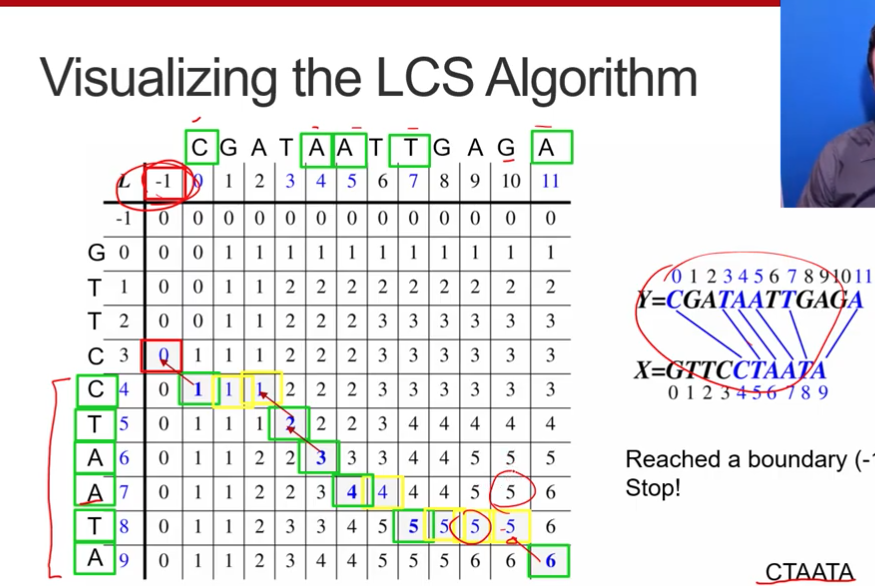 Visualizing the LCS Algorithm
C G A T A A T T G A G A
L -1 0 1 2 3 4 5 6 7 8 9 10 11
-1 0 0 0 0 0 0 0 0 0 0 0 0 0
G 0 0 0 1 1 1 1 1 1 1 1 1 1 1
T 1 0 0 1 1 2 2 2 2 2 2 2 2 2
T 2 0 0 1 1 2 2 2 3 3 3 3 3 3
C 3 0 1 1 1 2 2 2 3 3 3 3 3 3
C 4 0 1 1 1 2 2 2 3 3 3 3 3 3
T 5 0 1 1 1 2 2 2 3 4 4 4 4 4
A 6 0 1 1 2 2 3 3 3 4 4 5 5 5
A 7 0 1 1 2 2 3 4 4 4 4 5 5 6
T 8 0 1 1 2 3 3 4 5 5 5 5 5 6
A 9 0 1 1 2 3 4 4 5 5 5 6 6 6
0 1 2 3 4 5 6 7 8 9 10 11
Y=CGATAATTGAGA
X=GTTCCTAATA
0 1 2 3 4 5 6 7 8 9
Reached a boundary (-1
Stop!
CTAATA